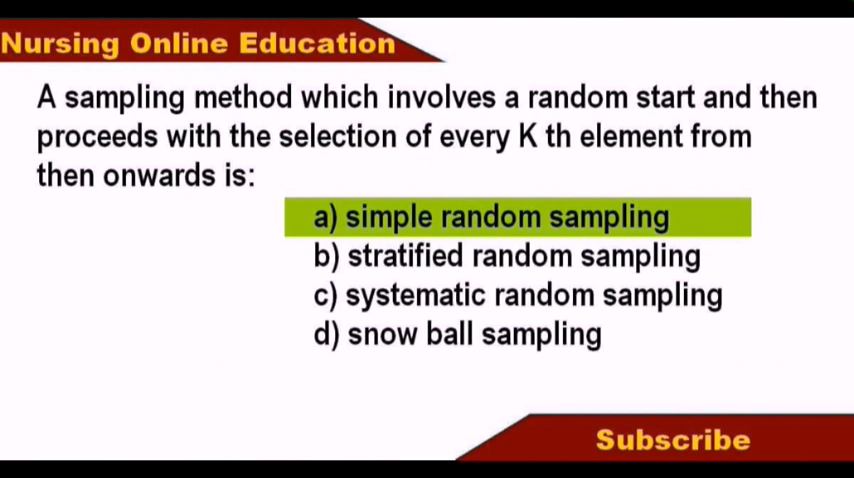 Nursing Online Education
A sampling method which involves a random start and then
proceeds with the selection of every K th element from
then onwards is:
a) simple random sampling
b) stratified random sampling
c) systematic random sampling
d) snow ball sampling
Subscribe